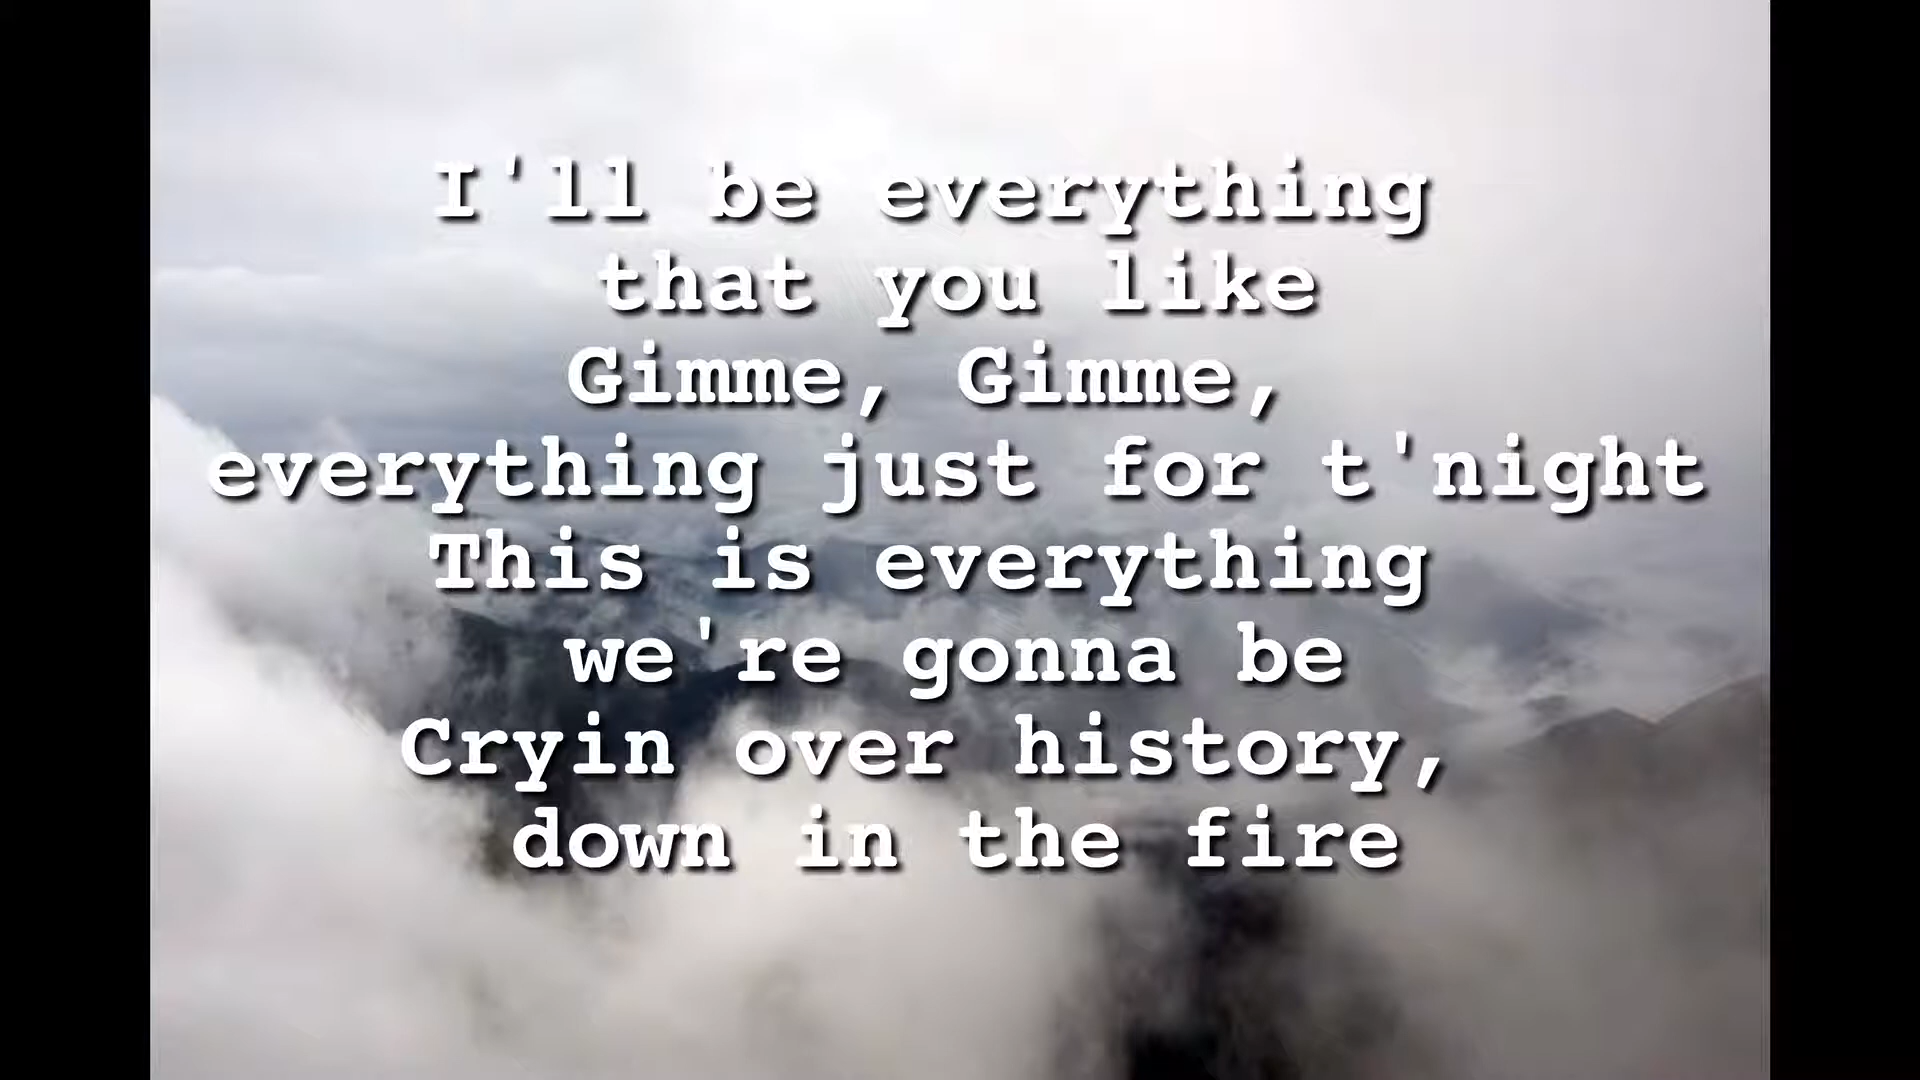 I'll be everything
that you like
Gimme, Gimme,
everything just for t'night
This is everything
we're gonna be
Cryin over history,
down in the fire